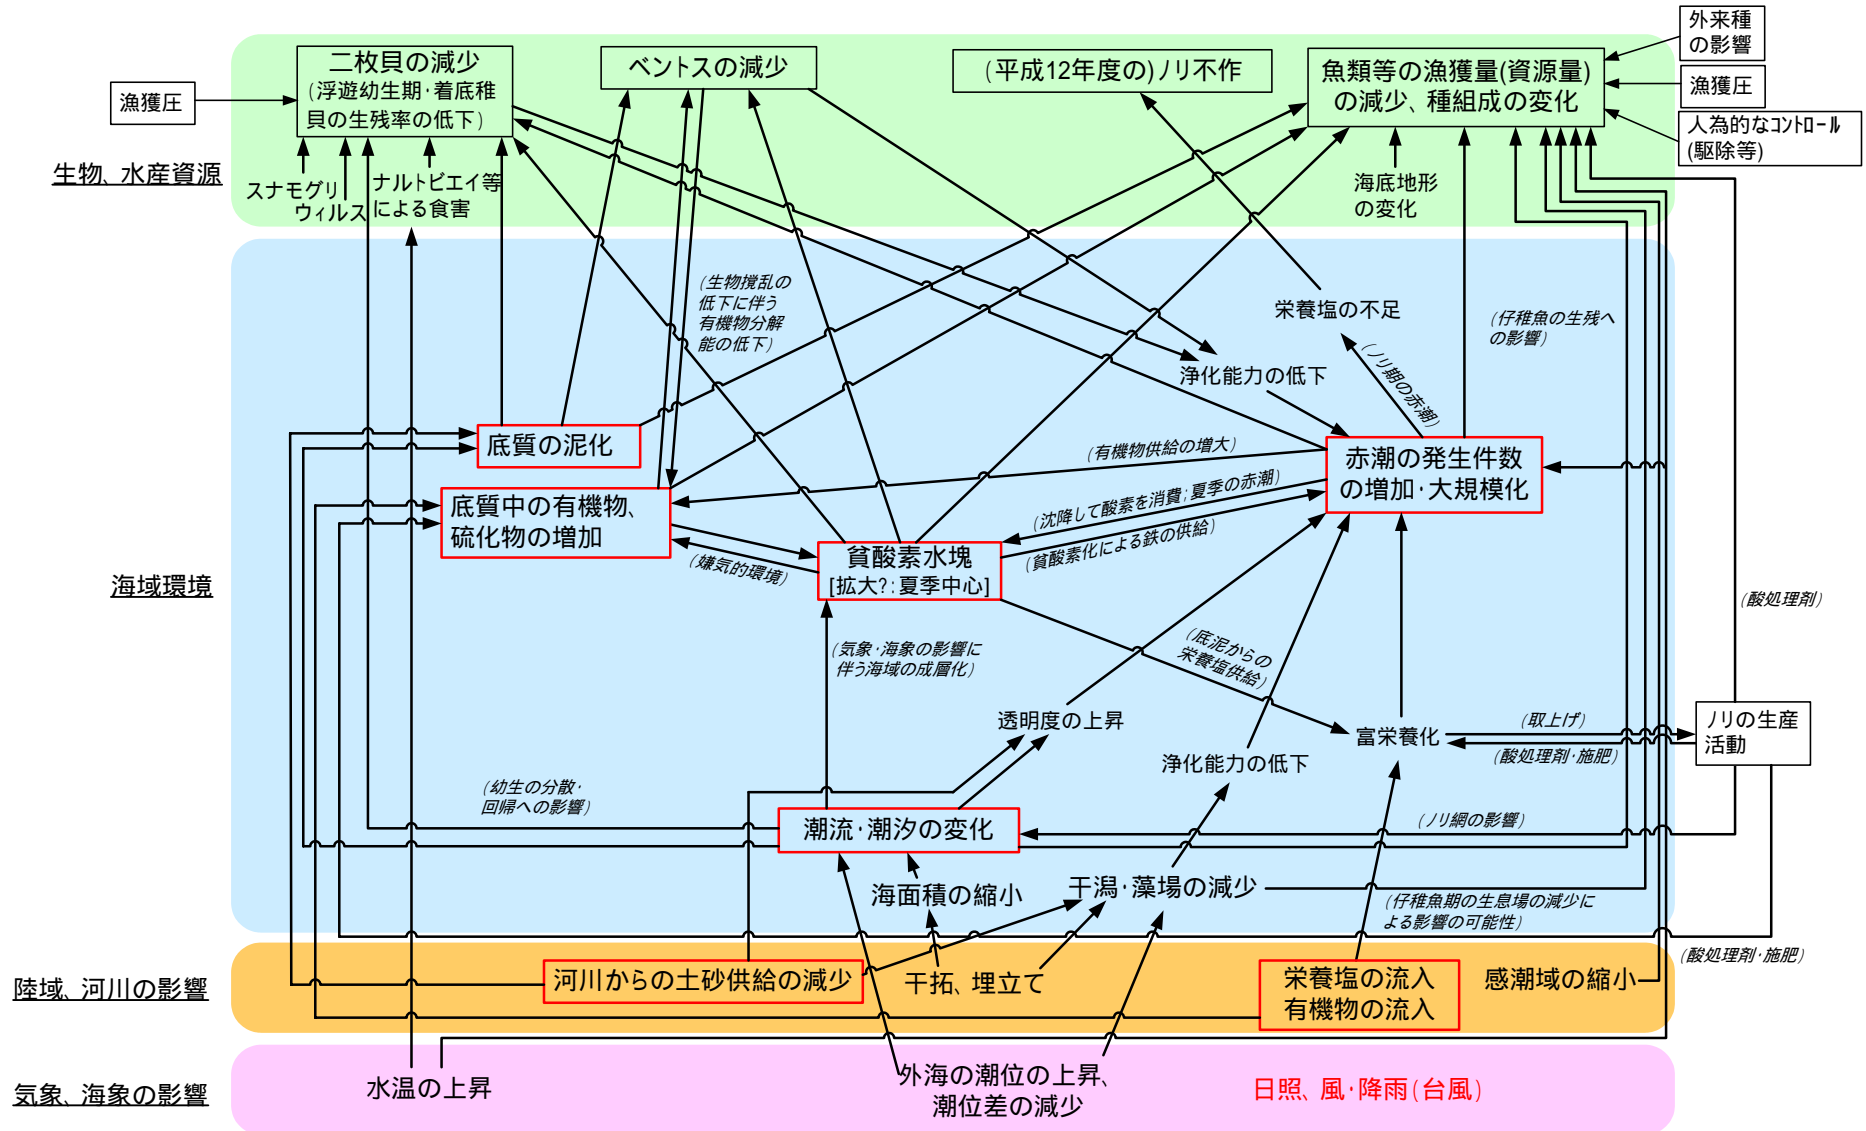 外来種
の影響
二枚貝の減少
(浮遊幼生期・着底稚
貝の生残率の低下)
ベントスの減少
(平成12年度の)ノリ不作
魚類等の漁獲量(資源量)
の減少、種組成の変化
漁獲圧
漁獲圧
人為的なコントロール
(駆除等)
生物、水産資源
スナモグリ
ウィルス
ナルトビエイ等
による食害
海底地形
の変化
(生物撹乱の
低下に伴う
有機物分解
能の低下)
栄養塩の不足
(仔稚魚の生残へ
の影響)
(ノリ期の赤潮)
浄化能力の低下
底質の泥化
(有機物供給の増大)
赤潮の発生件数
の増加・大規模化
底質中の有機物、
硫化物の増加
(沈降して酸素を消費;夏季の赤潮)
(貧酸素化による鉄の供給)
貧酸素水塊
[拡大?:夏季中心]
(嫌気的環境)
海域環境
(酸処理剤)
(気象・海象の影響に
伴う海域の成層化)
(底泥からの
栄養塩供給)
透明度の上昇
富栄養化
(取上げ)
(酸処理剤・施肥)
ノリの生産
活動
浄化能力の低下
(幼生の分散・
回帰への影響)
潮流・潮汐の変化
(ノリ網の影響)
海面積の縮小
干潟・藻場の減少
(仔稚魚期の生息場の減少に
よる影響の可能性)
(酸処理剤・施肥)
陸域、河川の影響
河川からの土砂供給の減少
干拓、埋立て
栄養塩の流入
有機物の流入
感潮域の縮小
気象、海象の影響
水温の上昇
外海の潮位の上昇、
潮位差の減少
日照、風・降雨(台風)